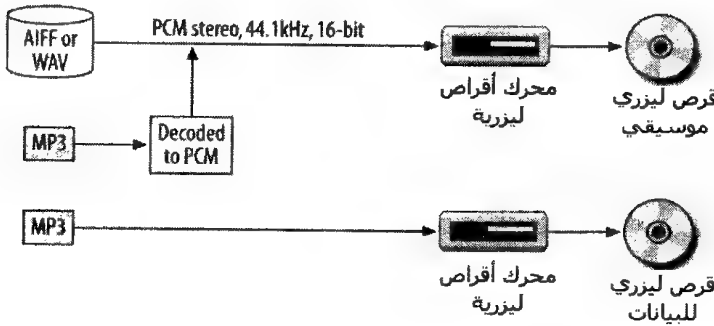 AIFF or
WAV
PCM stereo, 44.1kHz, 16-bit
محرك أقراص
ليزرية
قرص ليزري
موسيقي
MP3
Decoded
to PCM
MP3
محرك أقراص
ليزرية
قرص ليزري
للبيانات